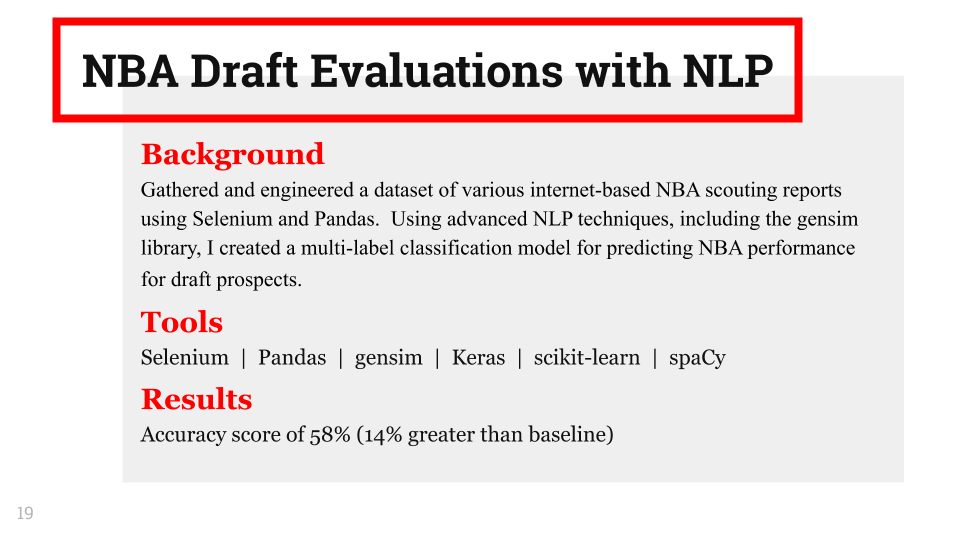 NBA Draft Evaluations with NLP
Background
Gathered and engineered a dataset of various internet-based NBA scouting reports
using Selenium and Pandas.  Using advanced NLP techniques, including the gensim
library, I created a multi-label classification model for predicting NBA performance
for draft prospects.
Tools
Selenium | Pandas | gensim | Keras | scikit-learn | spaCy
Results
Accuracy score of 58% (14% greater than baseline)
19